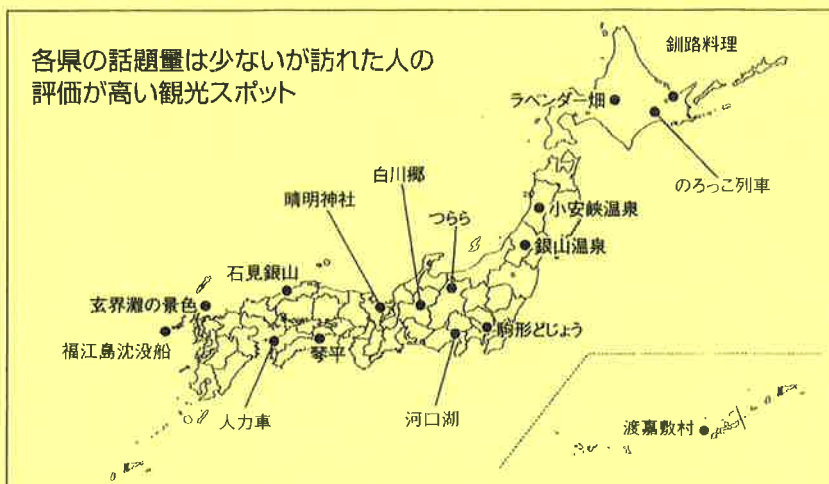 各県の話題量は少ないが訪れた人の
評価が高い観光スポット
釧路料理
ラベンダー畑
のろっこ列車
白川郷
晴明神社
つらら
小安峡温泉
銀山温泉
石見銀山
玄界灘の景色
福江島沈没船
駒形どじょう
琴平
人力車
河口湖
渡嘉敷村